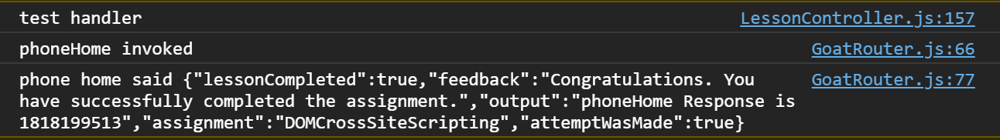 test handler LessonController.js:157
phoneHome invoked GoatRouter.js:66
phone home said {"lessonCompleted":true,"feedback":"Congratulations. You GoatRouter.js:77
have successfully completed the assignment.","output":"phoneHome Response is
1818199513","assignment":"DOMCrossSiteScripting","attemptWasMade":true}